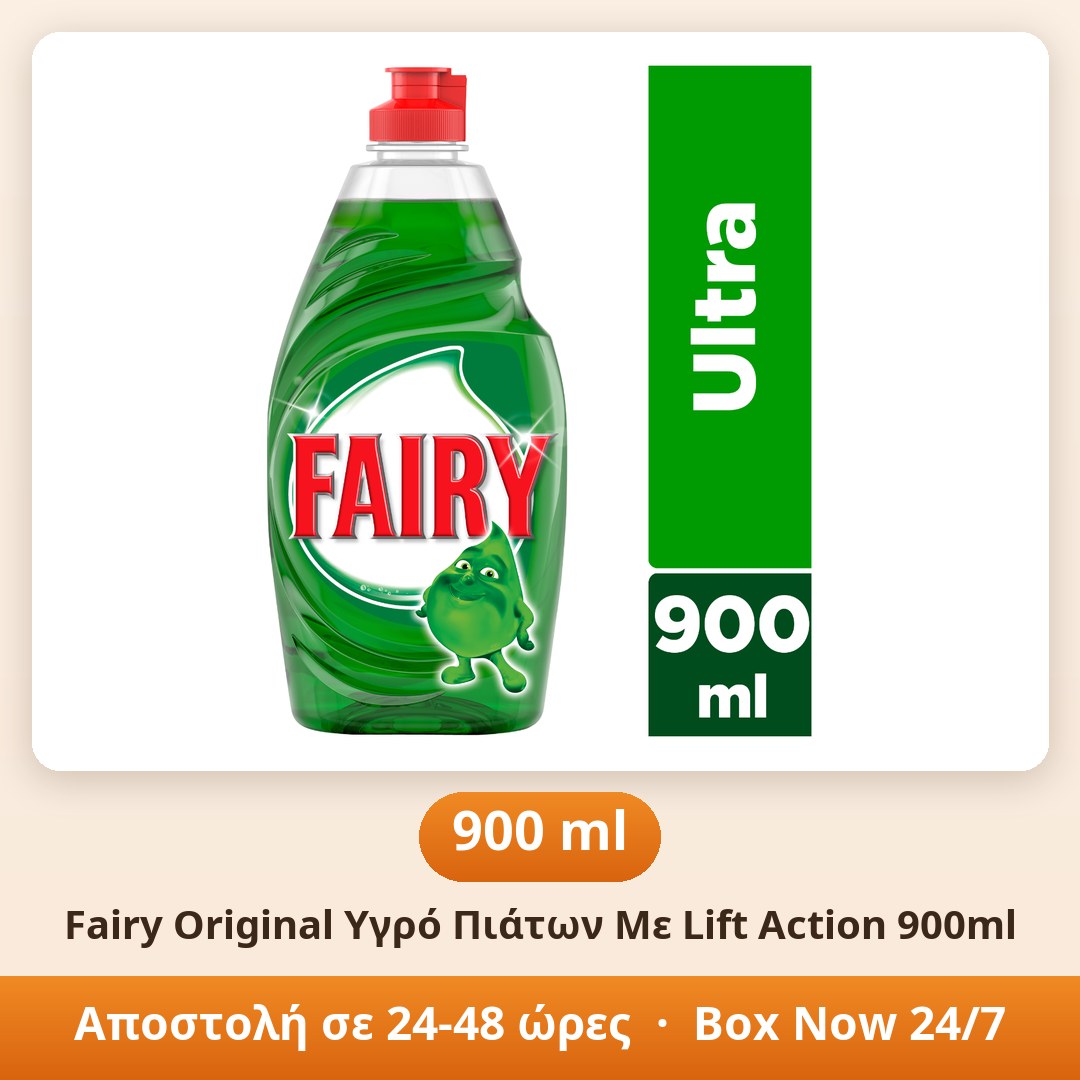 FAIRY
Ultra
900
ml
900 ml
Fairy Original Υγρό Πιάτων Με Lift Action 900ml
Αποστολή σε 24-48 ώρες · Box Now 24/7